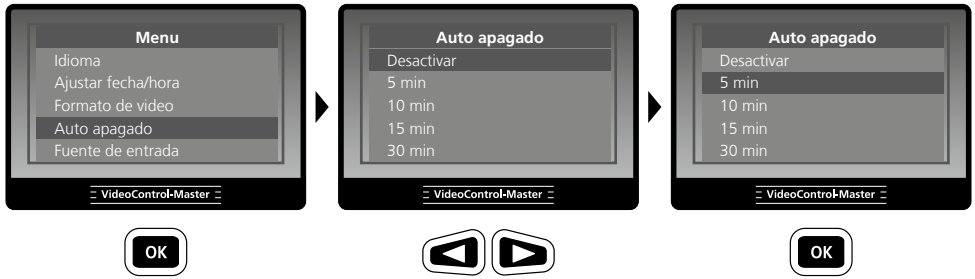 Menu
Idioma
Ajustar fecha/hora
Formato de video
Auto apagado
Fuente de entrada
VideoControl-Master
OK
Auto apagado
Desactivar
5 min
10 min
15 min
30 min
VideoControl-Master
Auto apagado
Desactivar
5 min
10 min
15 min
30 min
VideoControl-Master
OK